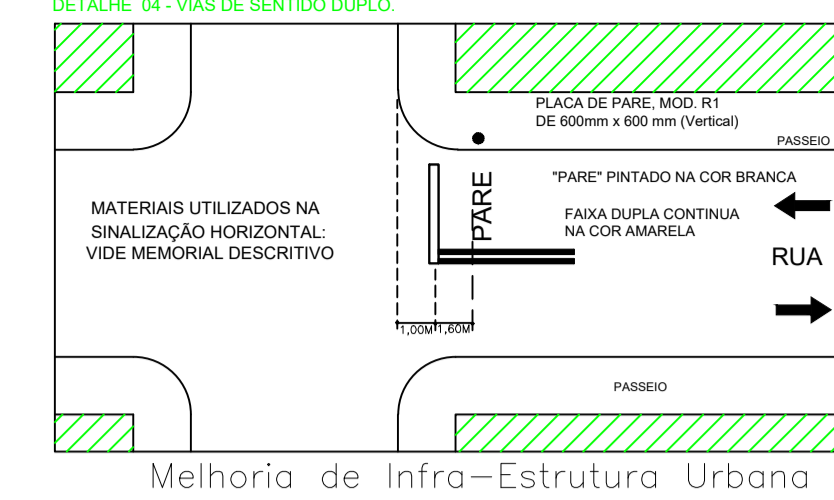 DETALHE 04 - VIAS DE SENTIDO DUPLO.
PLACA DE PARE, MOD. R1
DE 600mm x 600 mm (Vertical)
PASSEIO
"PARE" PINTADO NA COR BRANCA
PARE
MATERIAIS UTILIZADOS NA
SINALIZAÇÃO HORIZONTAL:
VIDE MEMORIAL DESCRITIVO
FAIXA DUPLA CONTINUA
NA COR AMARELA
RUA
1,00M 1,60M
PASSEIO
Melhoria de Infra-Estrutura Urbana